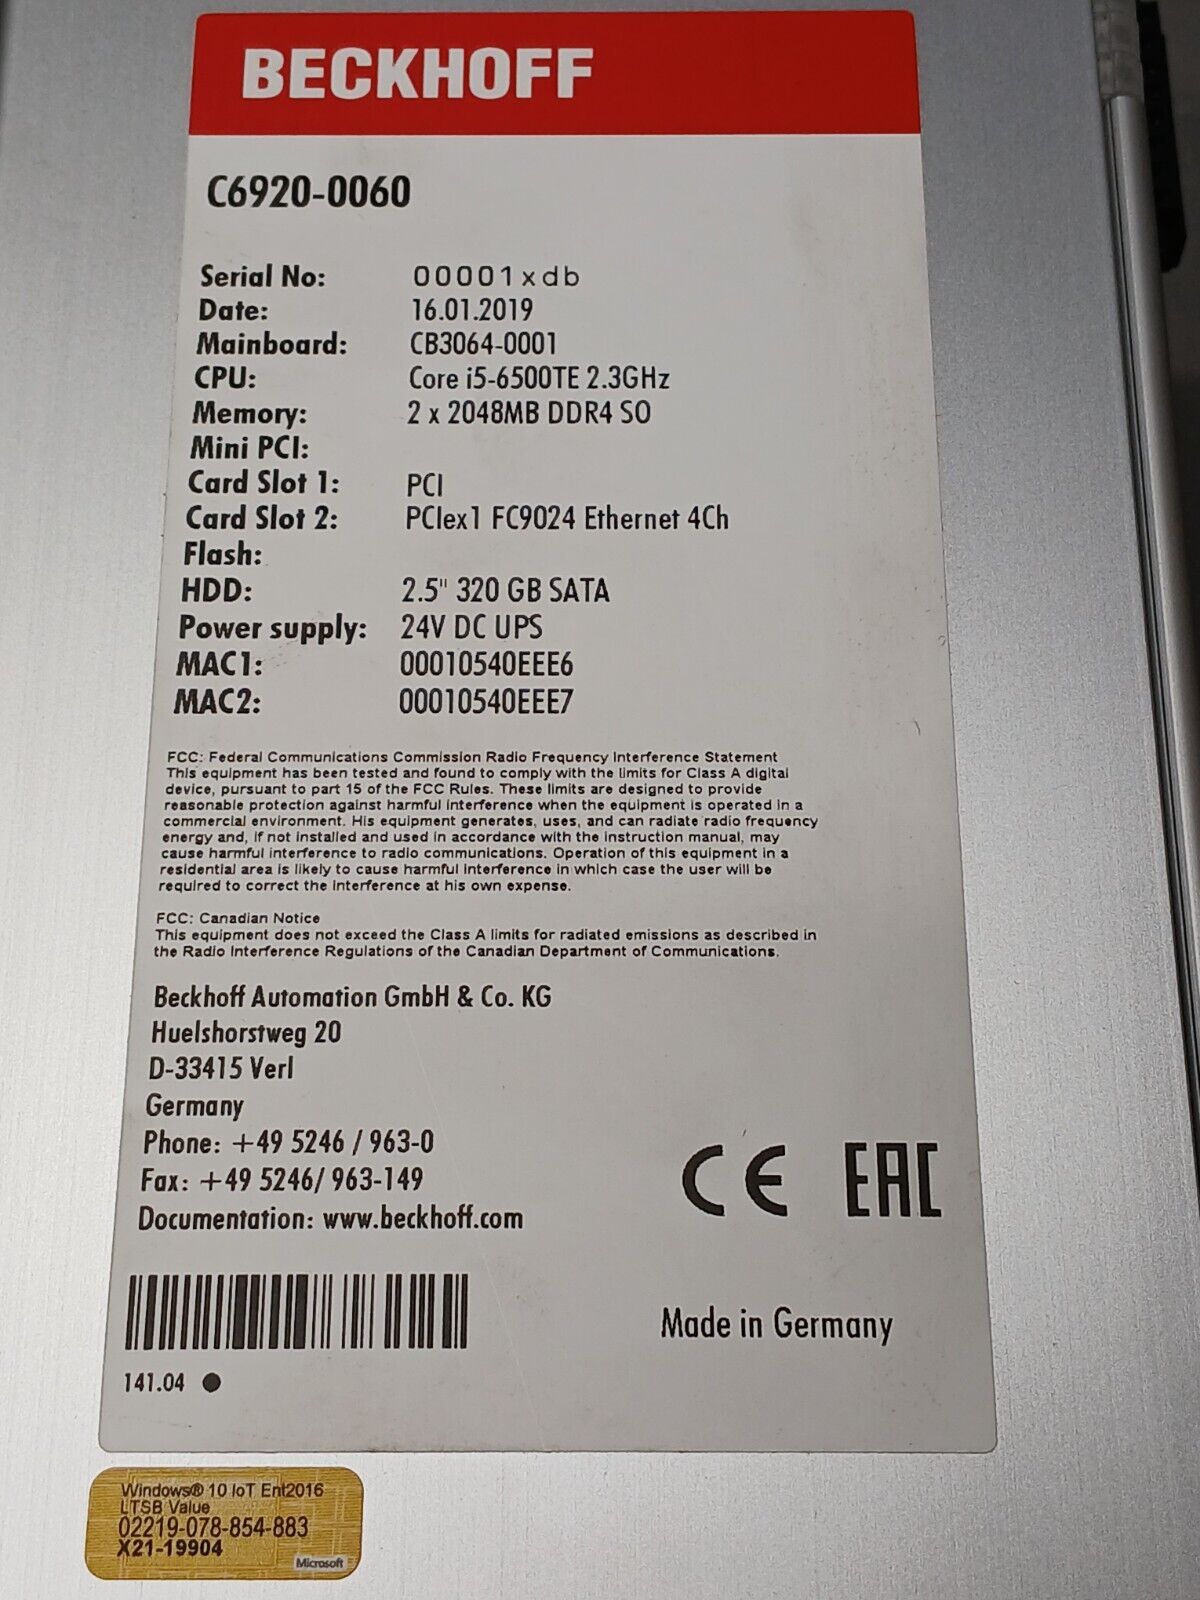 BECKHOFF
C6920-0060
Serial No: 00001xdb
Date: 16.01.2019
Mainboard: CB3064-0001
CPU: Core i5-6500TE 2.3GHz
Memory: 2 x 2048MB DDR4 SO
Mini PCI:
Card Slot 1: PCI
Card Slot 2: PCIex1 FC9024 Ethernet 4Ch
Flash:
HDD: 2.5" 320 GB SATA
Power supply: 24V DC UPS
MAC1: 00010540EEE6
MAC2: 00010540EEE7
FCC: Federal Communications Commission Radio Frequency Interference Statement
This equipment has been tested and found to comply with the limits for Class A digital
device, pursuant to part 15 of the FCC Rules. These limits are designed to provide
reasonable protection against harmful interference when the equipment is operated in a
commercial environment. His equipment generates, uses, and can radiate radio frequency
energy and, if not installed and used in accordance with the instruction manual, may
cause harmful interference to radio communications. Operation of this equipment in a
residential area is likely to cause harmful interference in which case the user will be
required to correct the interference at his own expense.
FCC: Canadian Notice
This equipment does not exceed the Class A limits for radiated emissions as described in
the Radio Interference Regulations of the Canadian Department of Communications.
Beckhoff Automation GmbH & Co. KG
Huelshorstweg 20
D-33415 Verl
Germany
Phone: +49 5246 / 963-0
Fax: +49 5246/ 963-149
Documentation: www.beckhoff.com
CE EAC
Made in Germany
141.04
Windows® 10 IoT Ent2016
LTSB Value
02219-078-854-883
X21-19904
Microsoft